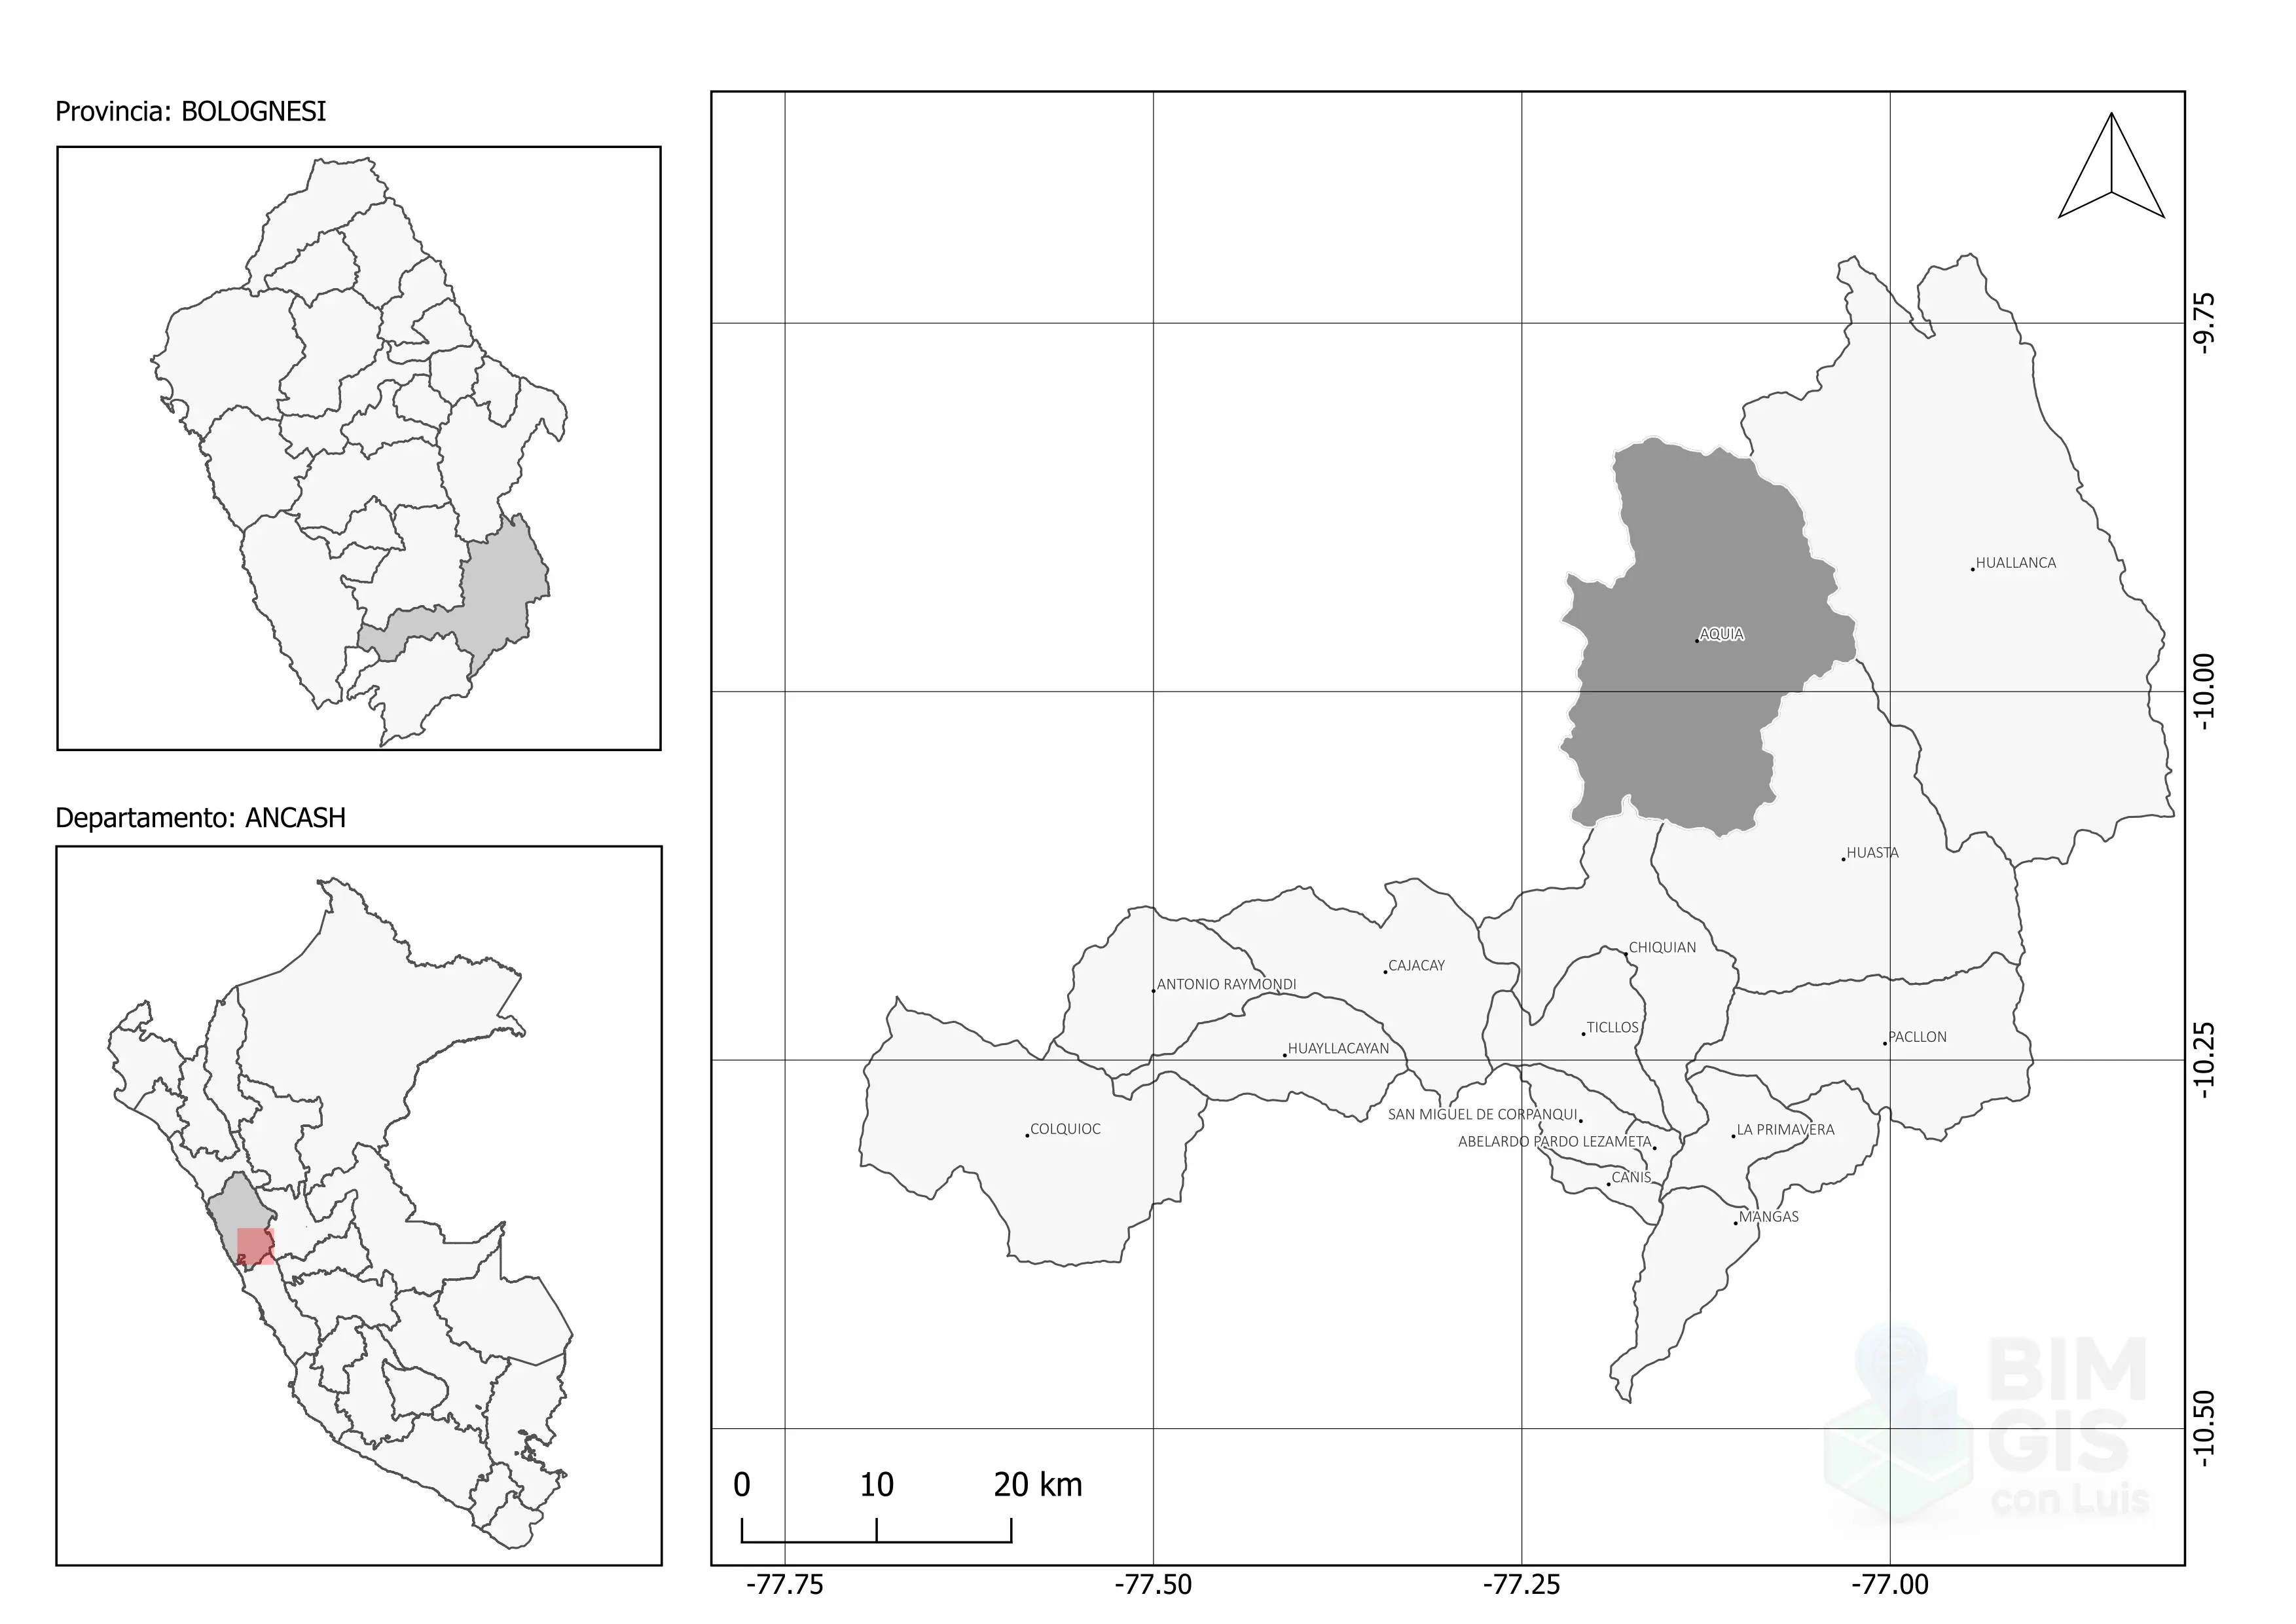 Provincia: BOLOGNESI
Departamento: ANCASH
HUALLANCA
AQUIA
HUASTA
CHIQUIAN
CAJACAY
ANTONIO RAYMONDI
TICLLOS
PACLLON
HUAYLLACAYAN
SAN MIGUEL DE CORPANQUI
COLQUIOC
LA PRIMAVERA
ABELARDO PARDO LEZAMETA
CANIS
MANGAS
BIM
GIS
con Luis
0 10 20 km
-9.75
-10.00
-10.25
-10.50
-77.75 -77.50 -77.25 -77.00